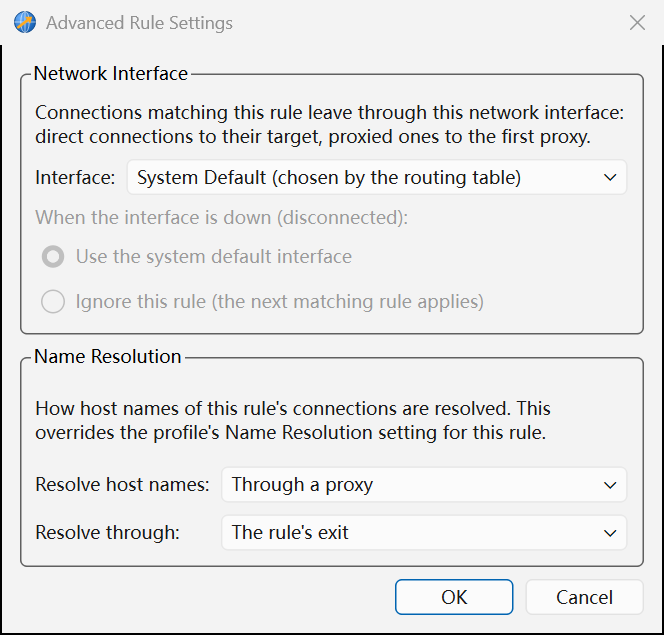 Advanced Rule Settings
Network Interface
Connections matching this rule leave through this network interface:
direct connections to their target, proxied ones to the first proxy.
Interface: System Default (chosen by the routing table)
When the interface is down (disconnected):
Use the system default interface
Ignore this rule (the next matching rule applies)
Name Resolution
How host names of this rule's connections are resolved. This
overrides the profile's Name Resolution setting for this rule.
Resolve host names: Through a proxy
Resolve through: The rule's exit
OK Cancel